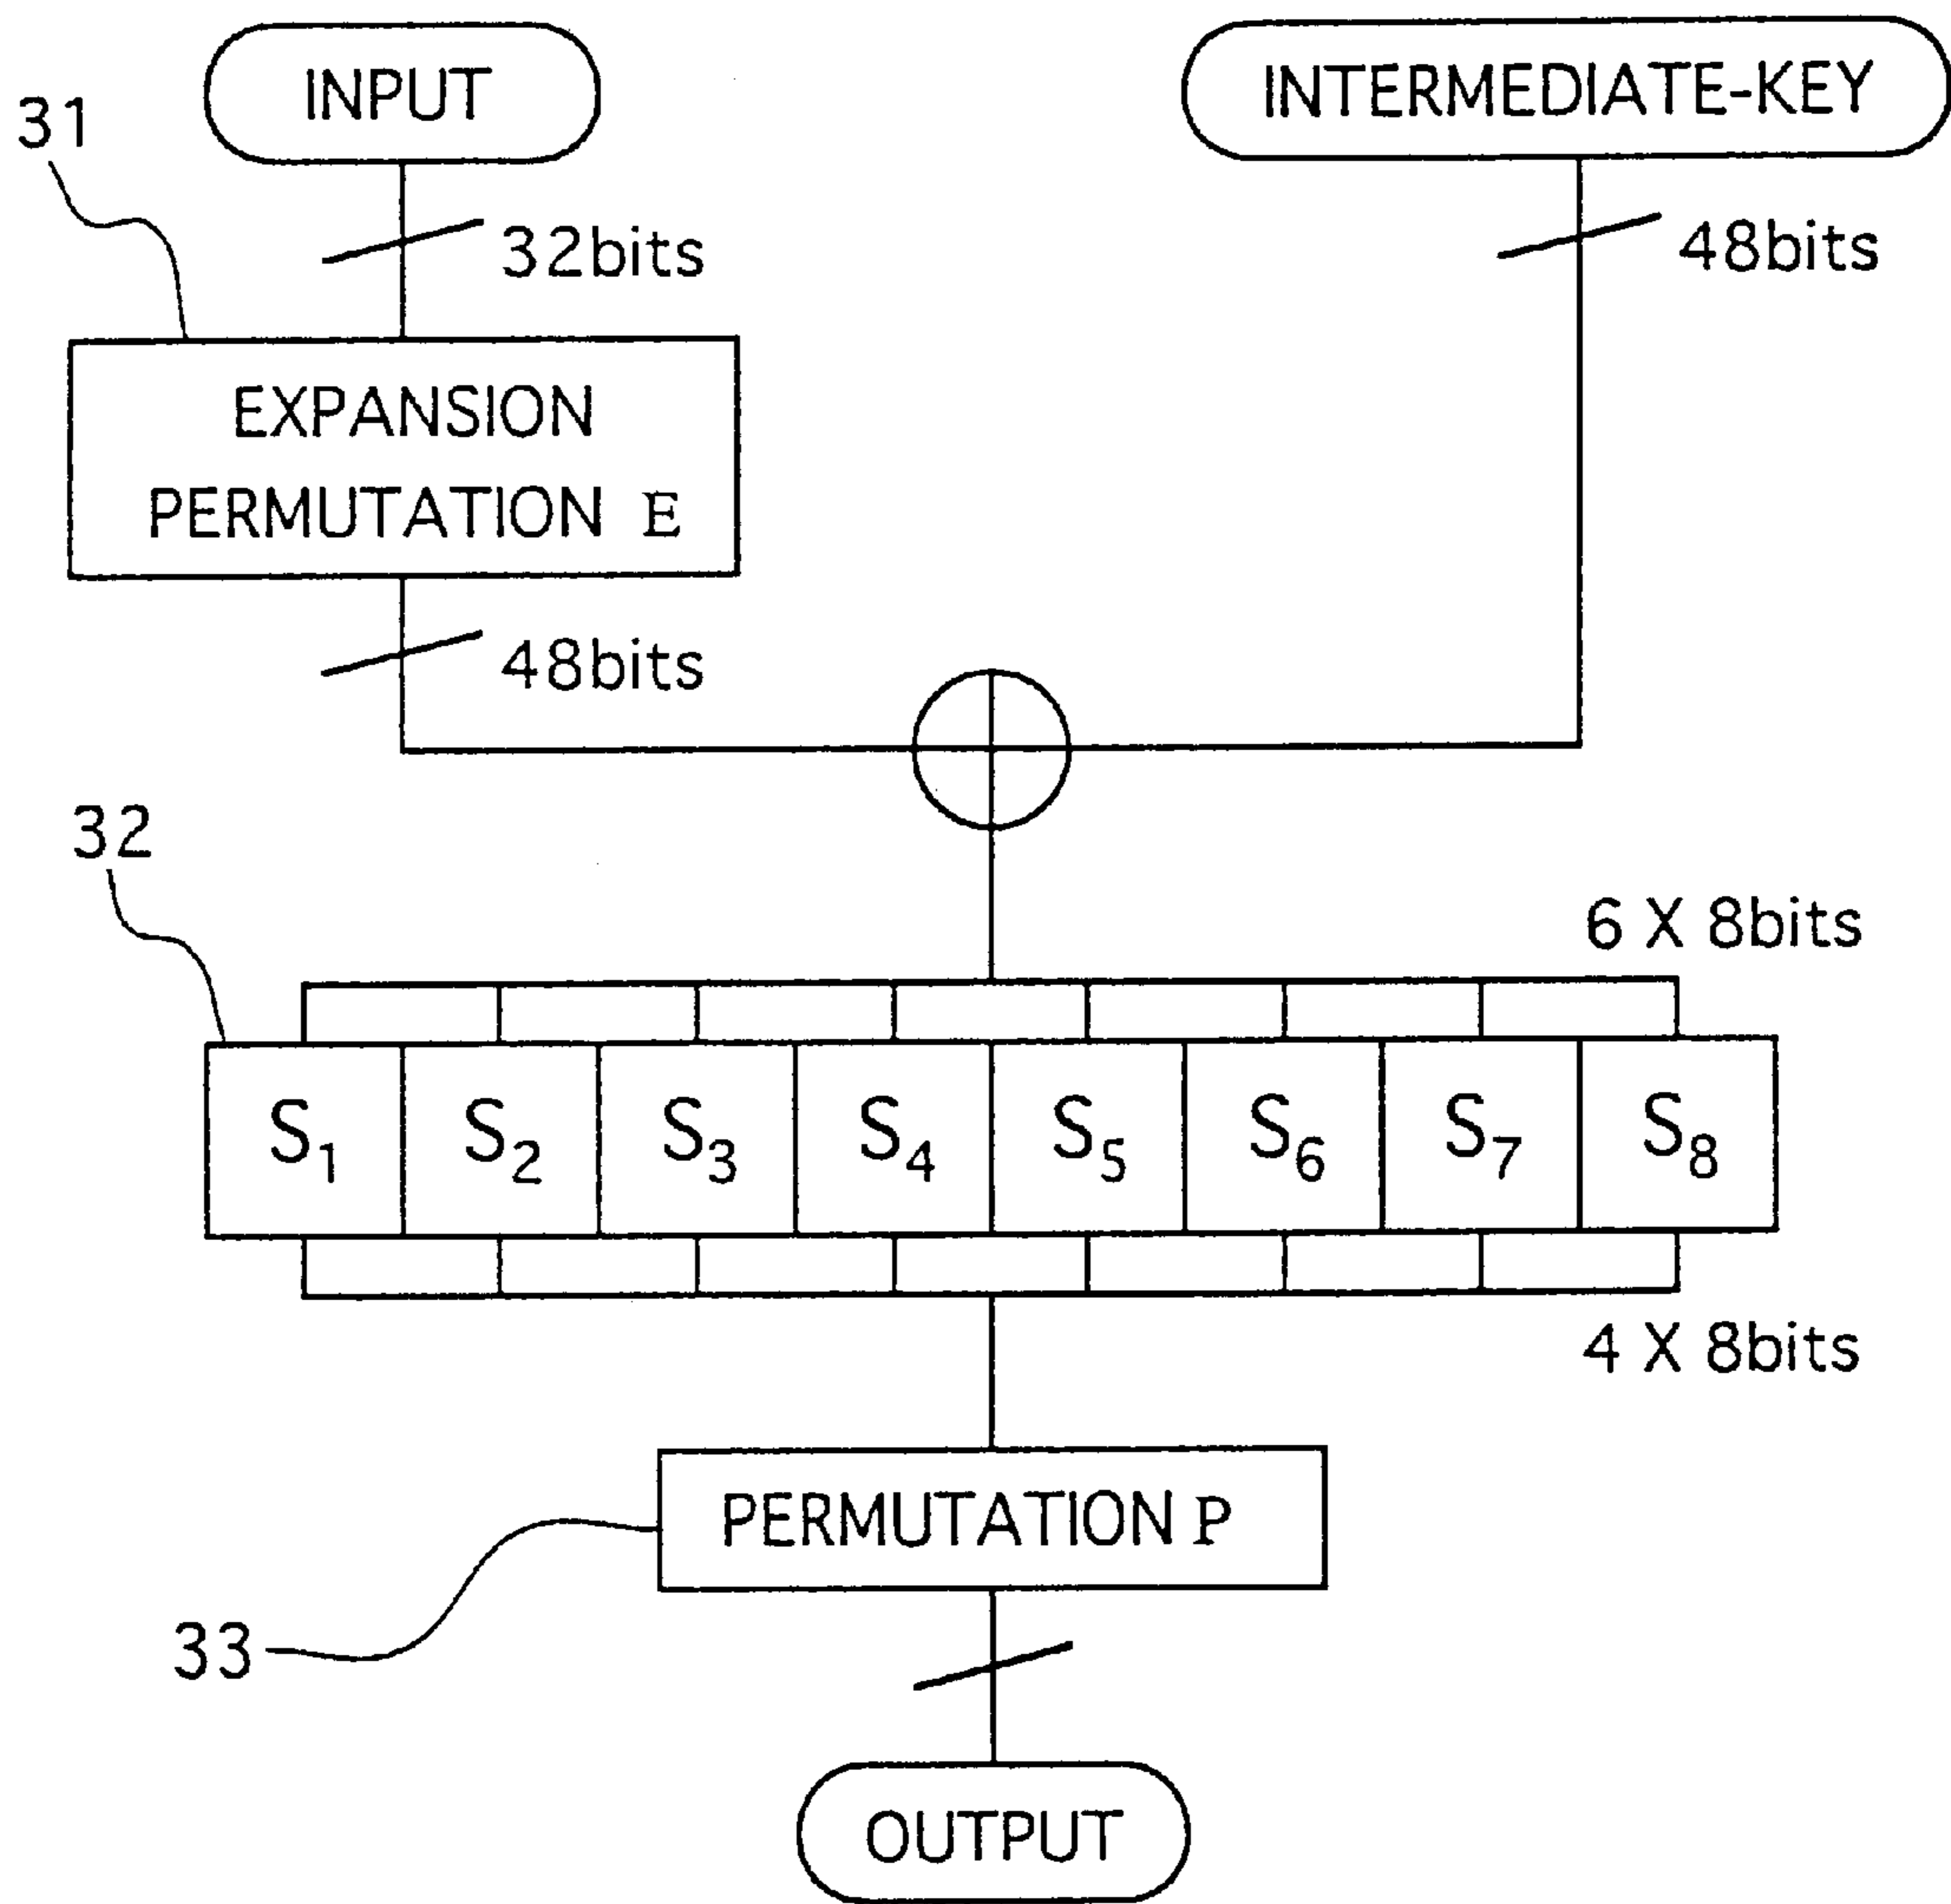 INPUT
INTERMEDIATE-KEY
31
32bits
48bits
EXPANSION
PERMUTATION E
48bits
32
6 X 8bits
S1 S2 S3 S4 S5 S6 S7 S8
4 X 8bits
PERMUTATION P
33
OUTPUT